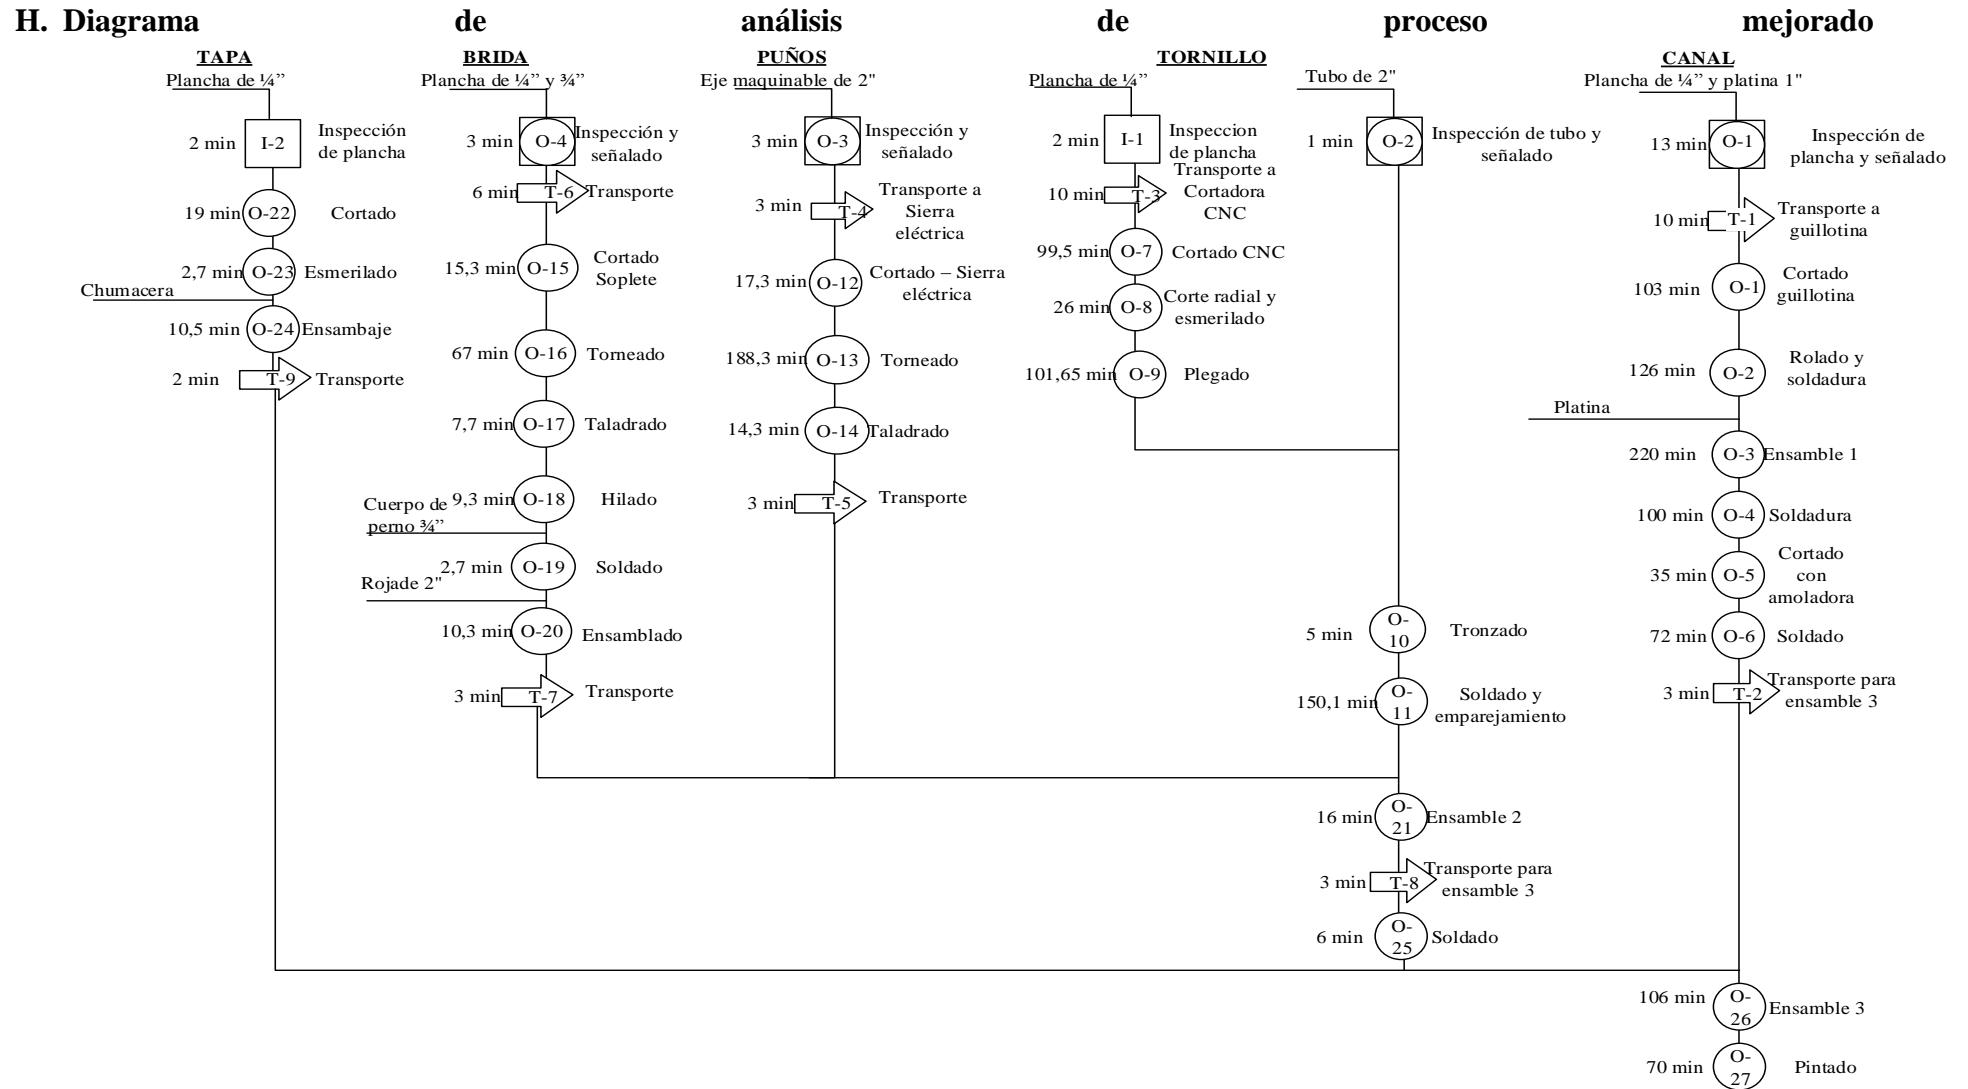 H. Diagrama de análisis de proceso mejorado
TAPA
Plancha de ¼”
2 min
I-2
Inspección
de plancha
19 min
O-22
Cortado
2,7 min
O-23
Esmerilado
Chumacera
10,5 min
O-24
Ensambaje
2 min
T-9
Transporte
BRIDA
Plancha de ¼” y ¾”
3 min
O-4
Inspección y
señalado
6 min
T-6
Transporte
15,3 min
O-15
Cortado
Soplete
67 min
O-16
Torneado
7,7 min
O-17
Taladrado
9,3 min
O-18
Hilado
Cuerpo de
perno ¾”
2,7 min
O-19
Soldado
Rojade 2"
10,3 min
O-20
Ensamblado
3 min
T-7
Transporte
PUÑOS
Eje maquinable de 2"
3 min
O-3
Inspección y
señalado
3 min
T-4
Transporte a
Sierra
eléctrica
17,3 min
O-12
Cortado – Sierra
eléctrica
188,3 min
O-13
Torneado
14,3 min
O-14
Taladrado
3 min
T-5
Transporte
TORNILLO
Plancha de ¼”
2 min
I-1
Inspeccion
de plancha
10 min
T-3
Transporte a
Cortadora
CNC
99,5 min
O-7
Cortado CNC
26 min
O-8
Corte radial y
esmerilado
101,65 min
O-9
Plegado
Tubo de 2"
1 min
O-2
Inspección de tubo y
señalado
5 min
O-
10
Tronzado
150,1 min
O-
11
Soldado y
emparejamiento
16 min
O-
21
Ensamble 2
3 min
T-8
Transporte para
ensamble 3
6 min
O-
25
Soldado
CANAL
Plancha de ¼” y platina 1"
13 min
O-1
Inspección de
plancha y señalado
10 min
T-1
Transporte a
guillotina
103 min
O-1
Cortado
guillotina
126 min
O-2
Rolado y
soldadura
Platina
220 min
O-3
Ensamble 1
100 min
O-4
Soldadura
35 min
O-5
Cortado
con
amoladora
72 min
O-6
Soldado
3 min
T-2
Transporte para
ensamble 3
106 min
O-
26
Ensamble 3
70 min
O-
27
Pintado